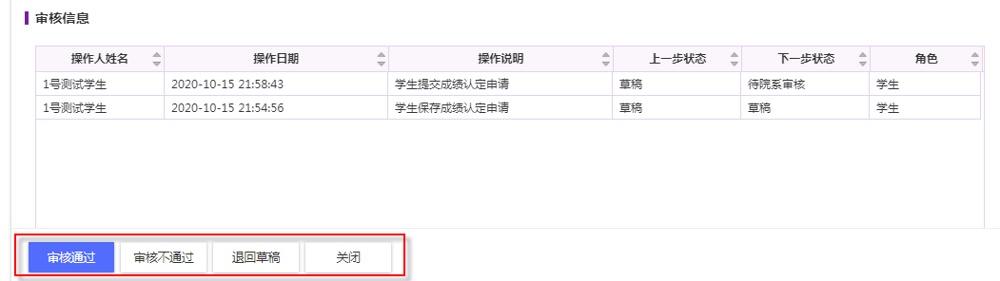 审核信息
操作人姓名 操作日期 操作说明 上一步状态 下一步状态 角色
1号测试学生 2020-10-15 21:58:43 学生提交成绩认定申请 草稿 待院系审核 学生
1号测试学生 2020-10-15 21:54:56 学生保存成绩认定申请 草稿 草稿 学生
审核通过 审核不通过 退回草稿 关闭